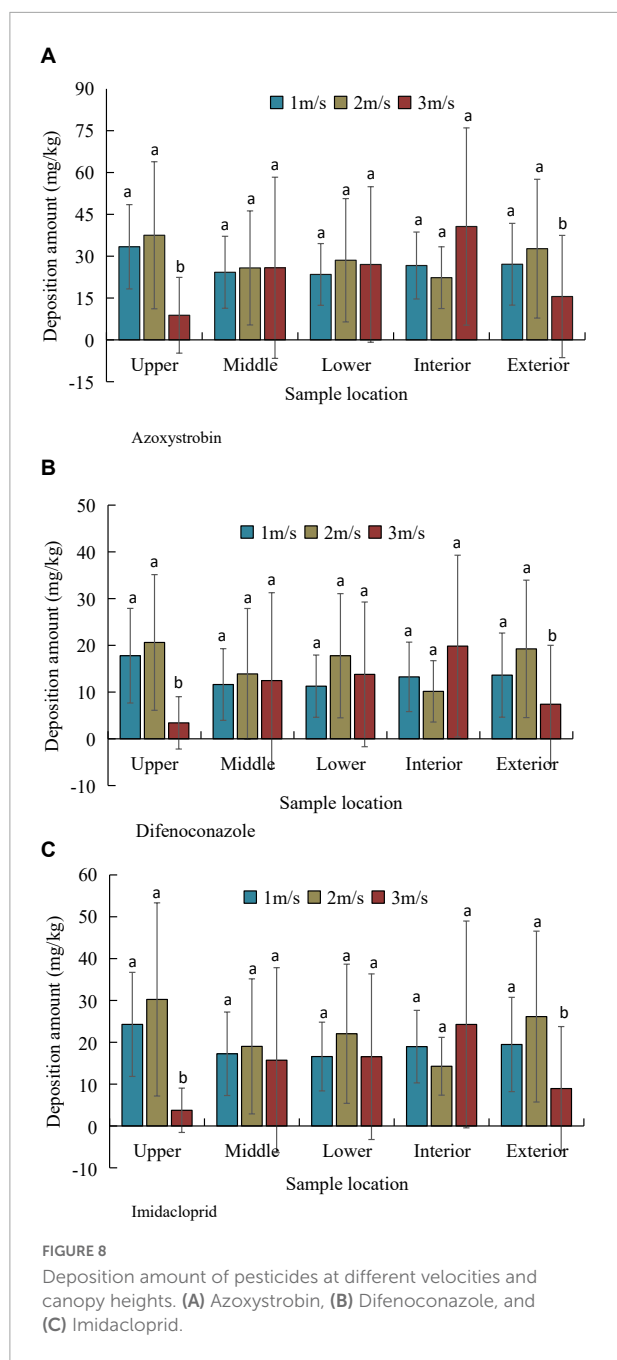 A
90
75
60
45
30
15
0
-15
Deposition amount (mg/kg)
1m/s 2m/s 3m/s
a a b a a a a a a a a a a a b
Upper Middle Lower Interior Exterior
Sample location
Azoxystrobin
B
50
40
30
20
10
0
-10
Deposition amount (mg/kg)
1m/s 2m/s 3m/s
a a b a a a a a a a a a a a b
Upper Middle Lower Interior Exterior
Sample location
Difenoconazole
C
60
50
40
30
20
10
0
-10
Deposition amount (mg/kg)
1m/s 2m/s 3m/s
a a b a a a a a a a a a a a b
Upper Middle Lower Interior Exterior
Sample location
Imidacloprid
FIGURE 8
Deposition amount of pesticides at different velocities and
canopy heights. (A) Azoxystrobin, (B) Difenoconazole, and
(C) Imidacloprid.